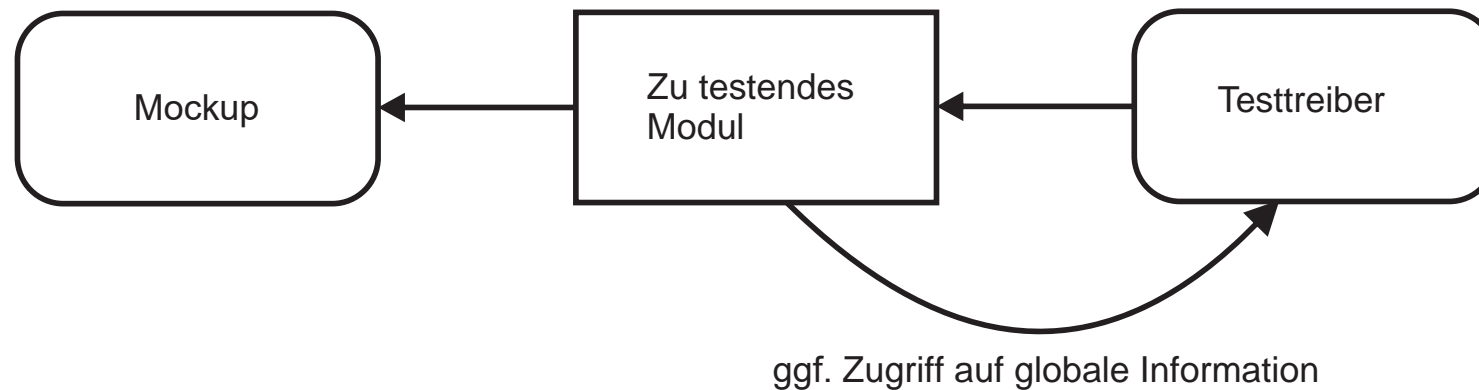 Mockup
Zu testendes
Modul
Testtreiber
ggf. Zugriff auf globale Information